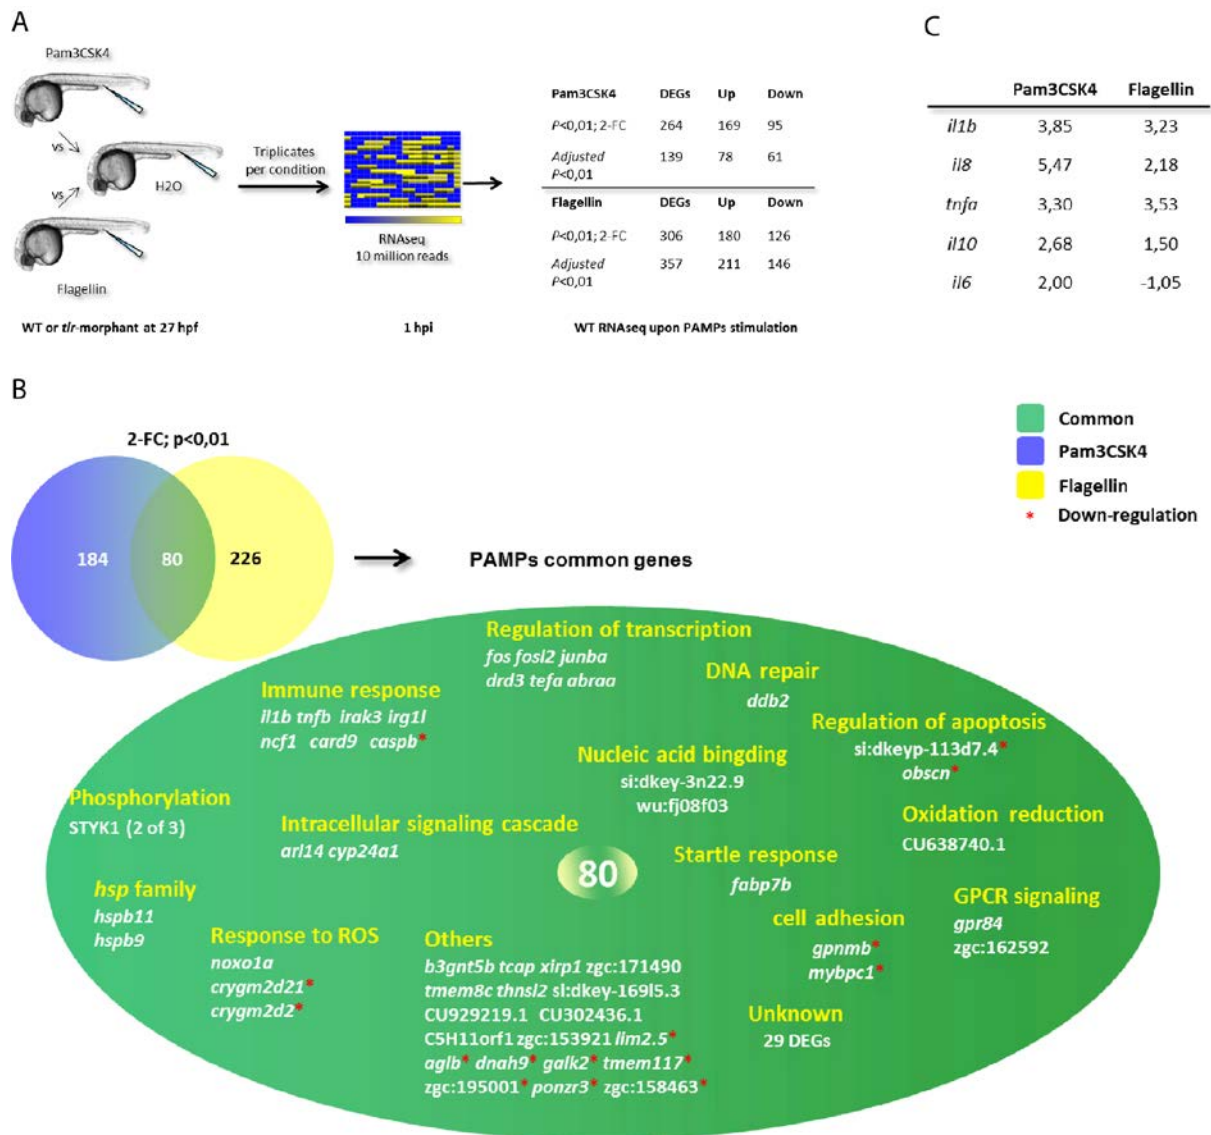 A
Pam3CSK4
vs
H2O
vs
Flagellin
WT or tlr-morphant at 27 hpf
Triplicates
per condition
RNAseq
10 million reads
1 hpi
Pam3CSK4 DEGs Up Down
P<0,01; 2-FC 264 169 95
Adjusted 139 78 61
P<0,01
Flagellin DEGs Up Down
P<0,01; 2-FC 306 180 126
Adjusted 357 211 146
P<0,01
WT RNAseq upon PAMPs stimulation
C
Pam3CSK4 Flagellin
il1b 3,85 3,23
il8 5,47 2,18
tnfa 3,30 3,53
il10 2,68 1,50
il6 2,00 -1,05
B
2-FC; p<0,01
184 80 226
PAMPs common genes
Common
Pam3CSK4
Flagellin
* Down-regulation
Regulation of transcription
fos fosl2 junba
drd3 tefa abraa
DNA repair
ddb2
Immune response
il1b tnfb irak3 irg1l
ncf1 card9 caspb*
Regulation of apoptosis
si:dkeyp-113d7.4*
obscn*
Nucleic acid bingding
si:dkey-3n22.9
wu:fj08f03
Phosphorylation
STYK1 (2 of 3)
Intracellular signaling cascade
arl14 cyp24a1
Oxidation reduction
CU638740.1
80
Startle response
fabp7b
hsp family
hspb11
hspb9
GPCR signaling
gpr84
zgc:162592
cell adhesion
gpnmb*
mybpc1*
Response to ROS
noxo1a
crygm2d21*
crygm2d2*
Others
b3gnt5b tcap xirp1 zgc:171490
tmem8c thnsl2 si:dkey-169l5.3
CU929219.1 CU302436.1
C5H11orf1 zgc:153921 lim2.5*
aglb* dnah9* galk2* tmem117*
zgc:195001* ponzr3* zgc:158463*
Unknown
29 DEGs